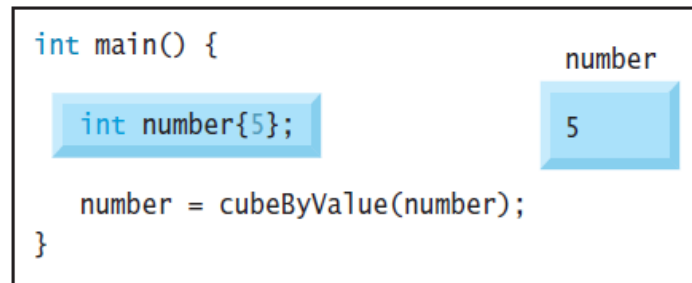 int main() {
number
int number{5};
5
number = cubeByValue(number);
}